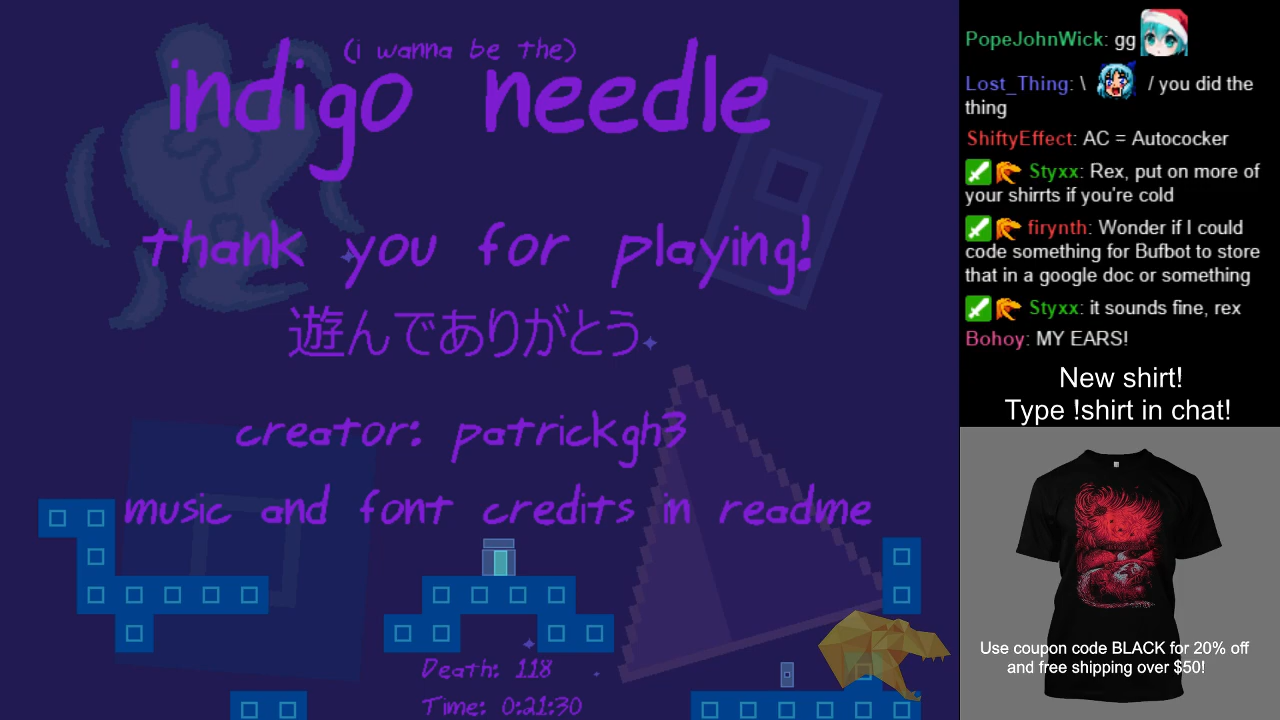 (i wanna be the)
indigo needle
thank you for playing!
遊んでありがとう
creator: patrickgh3
music and font credits in readme
Death: 118
Time: 0:21:30
PopeJohnWick: gg
Lost_Thing: \ / you did the
thing
ShiftyEffect: AC = Autococker
Styxx: Rex, put on more of
your shirrts if you're cold
firynth: Wonder if I could
code something for Bufbot to store
that in a google doc or something
Styxx: it sounds fine, rex
Bohoy: MY EARS!
New shirt!
Type !shirt in chat!
Use coupon code BLACK for 20% off
and free shipping over $50!